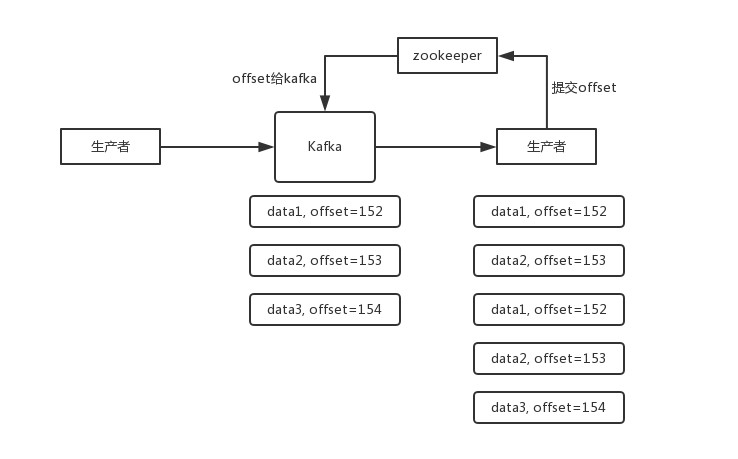 zookeeper
offset给kafka
提交offset
生产者
Kafka
生产者
data1, offset=152
data2, offset=153
data3, offset=154
data1, offset=152
data2, offset=153
data1, offset=152
data2, offset=153
data3, offset=154